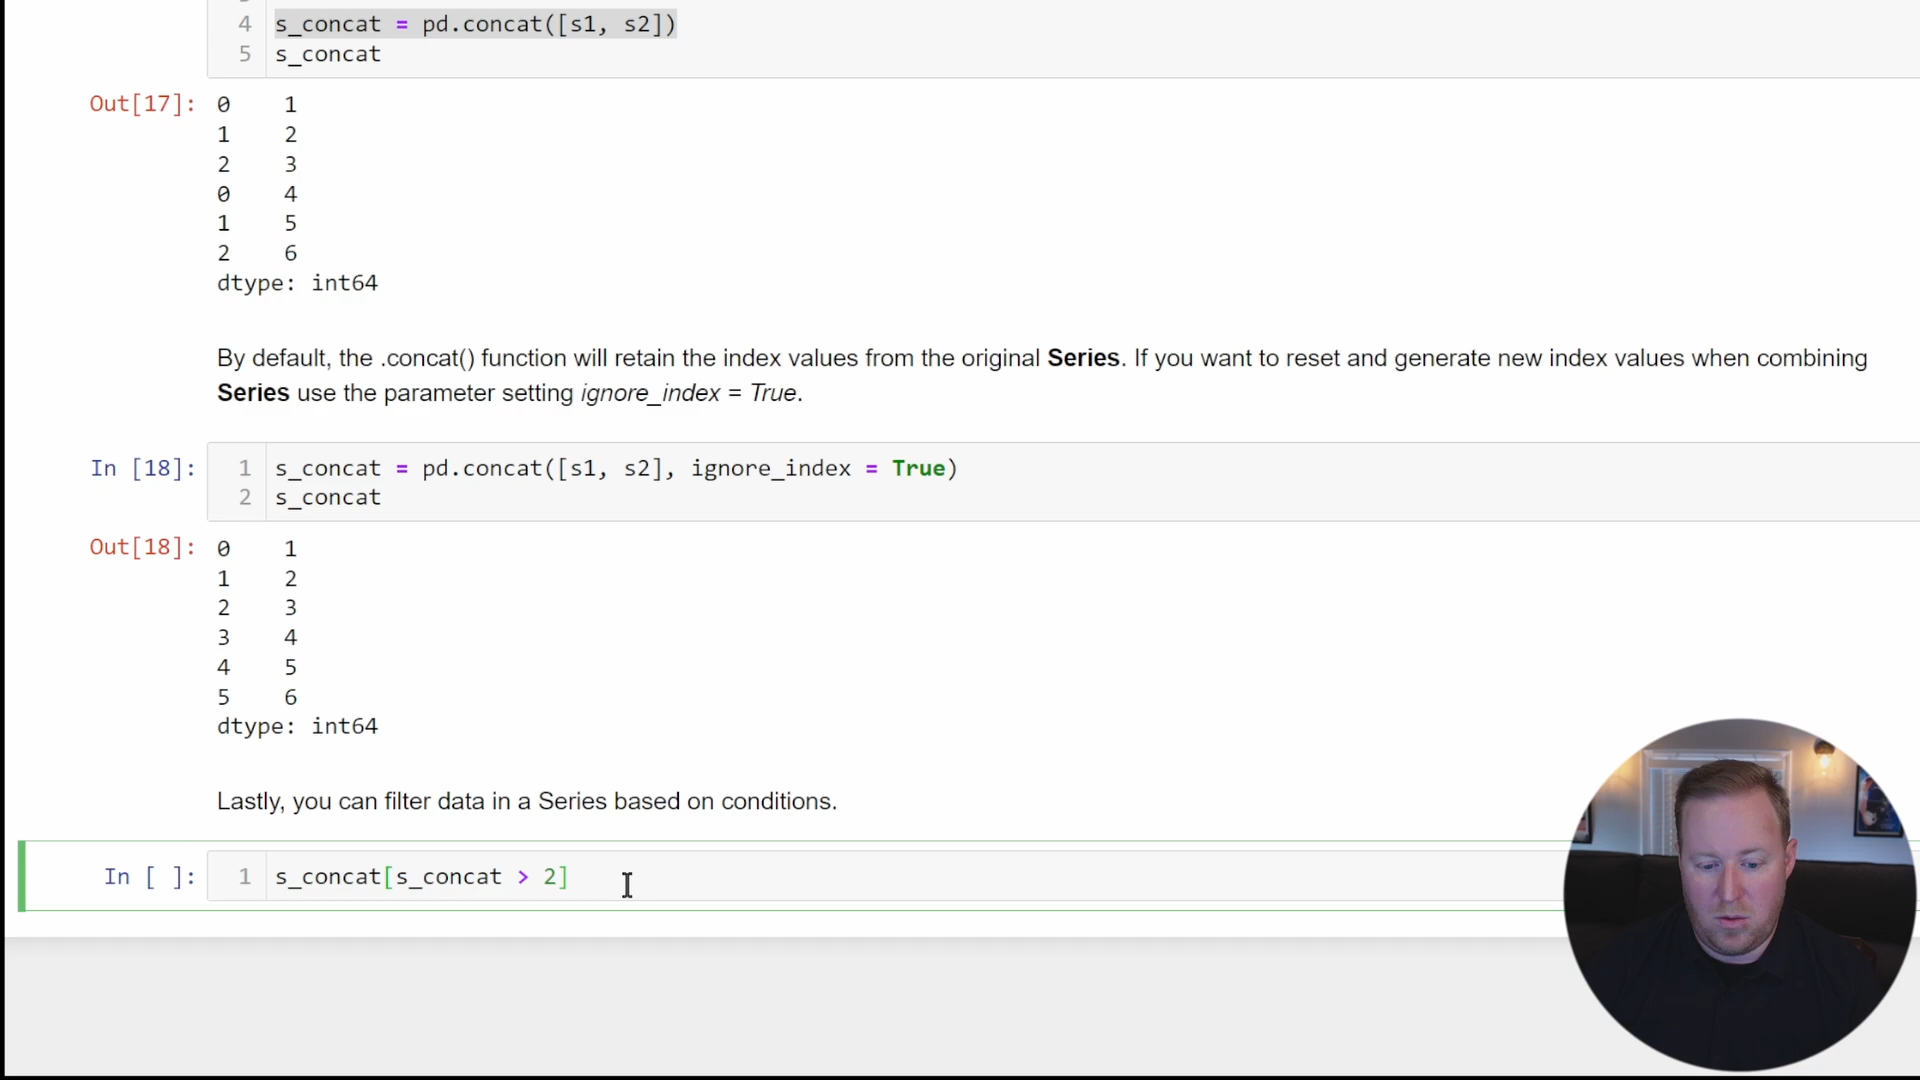 4 s_concat = pd.concat([s1, s2])
5 s_concat
Out[17]: 0 1
1 2
2 3
0 4
1 5
2 6
dtype: int64
By default, the .concat() function will retain the index values from the original Series. If you want to reset and generate new index values when combining
Series use the parameter setting ignore_index = True.
In [18]: 1 s_concat = pd.concat([s1, s2], ignore_index = True)
2 s_concat
Out[18]: 0 1
1 2
2 3
3 4
4 5
5 6
dtype: int64
Lastly, you can filter data in a Series based on conditions.
In [ ]: 1 s_concat[s_concat > 2]